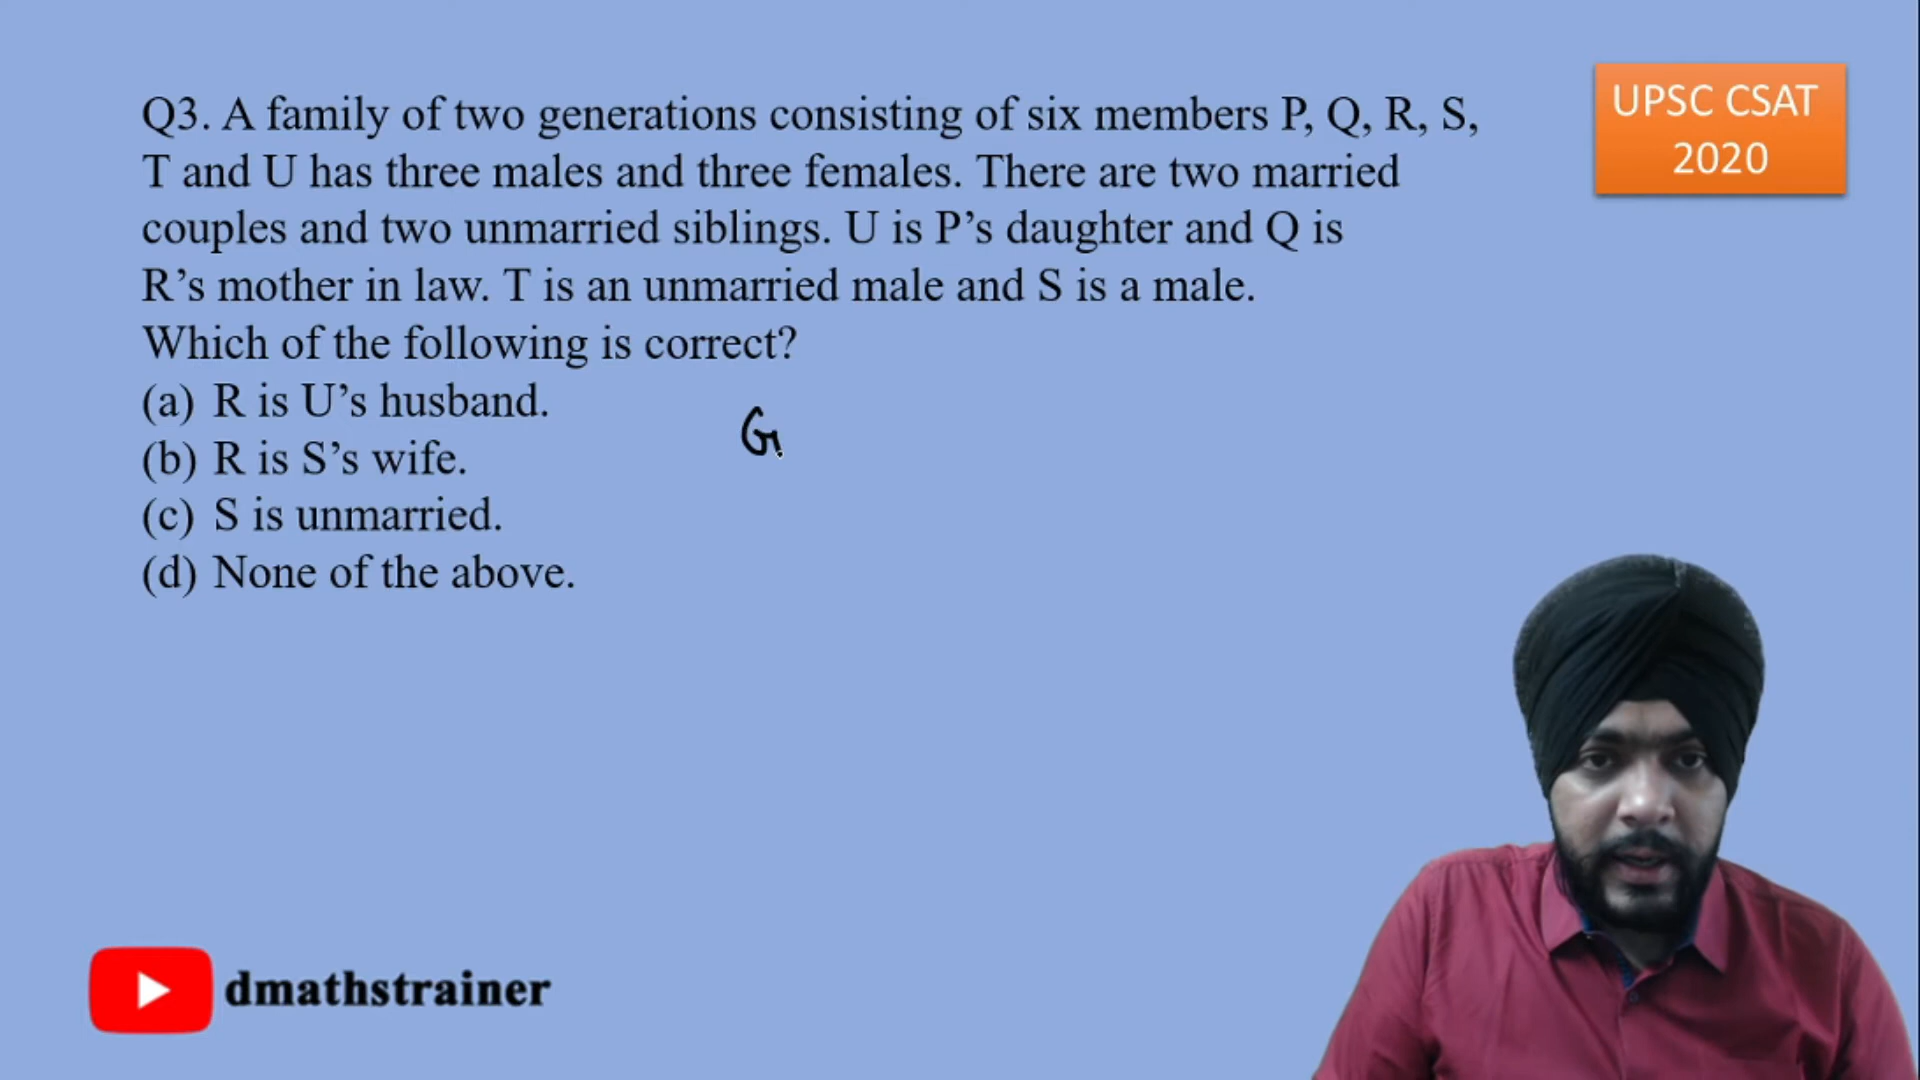 Q3. A family of two generations consisting of six members P, Q, R, S,
T and U has three males and three females. There are two married
couples and two unmarried siblings. U is P’s daughter and Q is
R’s mother in law. T is an unmarried male and S is a male.
Which of the following is correct?
(a) R is U’s husband.
(b) R is S’s wife.
(c) S is unmarried.
(d) None of the above.
UPSC CSAT
2020
G
dmathstrainer